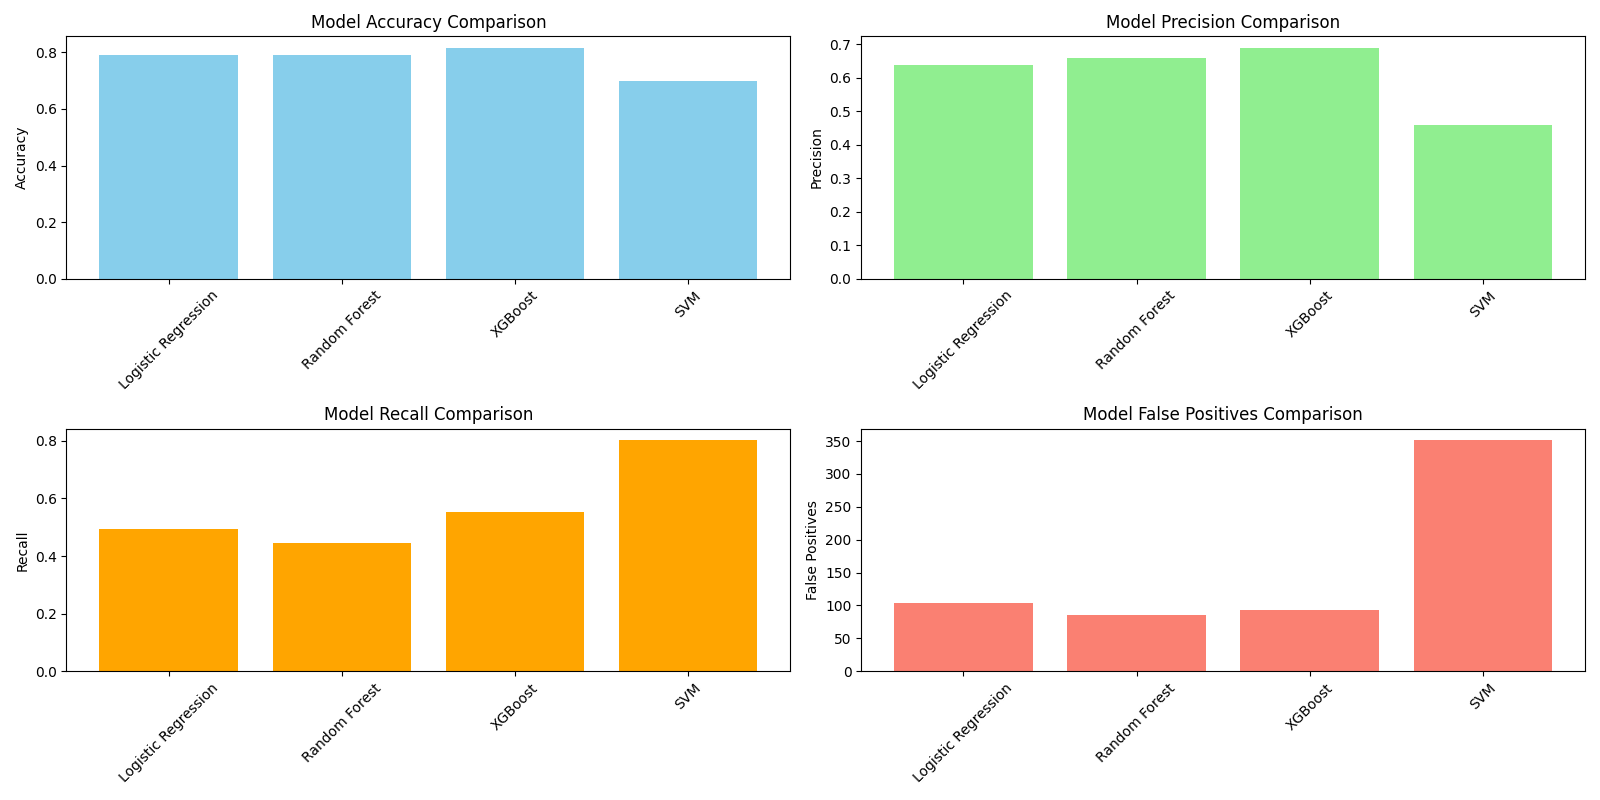 Model Accuracy Comparison
Accuracy
0.8
0.6
0.4
0.2
0.0
Logistic Regression
Random Forest
XGBoost
SVM
Model Precision Comparison
Precision
0.7
0.6
0.5
0.4
0.3
0.2
0.1
0.0
Logistic Regression
Random Forest
XGBoost
SVM
Model Recall Comparison
Recall
0.8
0.6
0.4
0.2
0.0
Logistic Regression
Random Forest
XGBoost
SVM
Model False Positives Comparison
False Positives
350
300
250
200
150
100
50
0
Logistic Regression
Random Forest
XGBoost
SVM